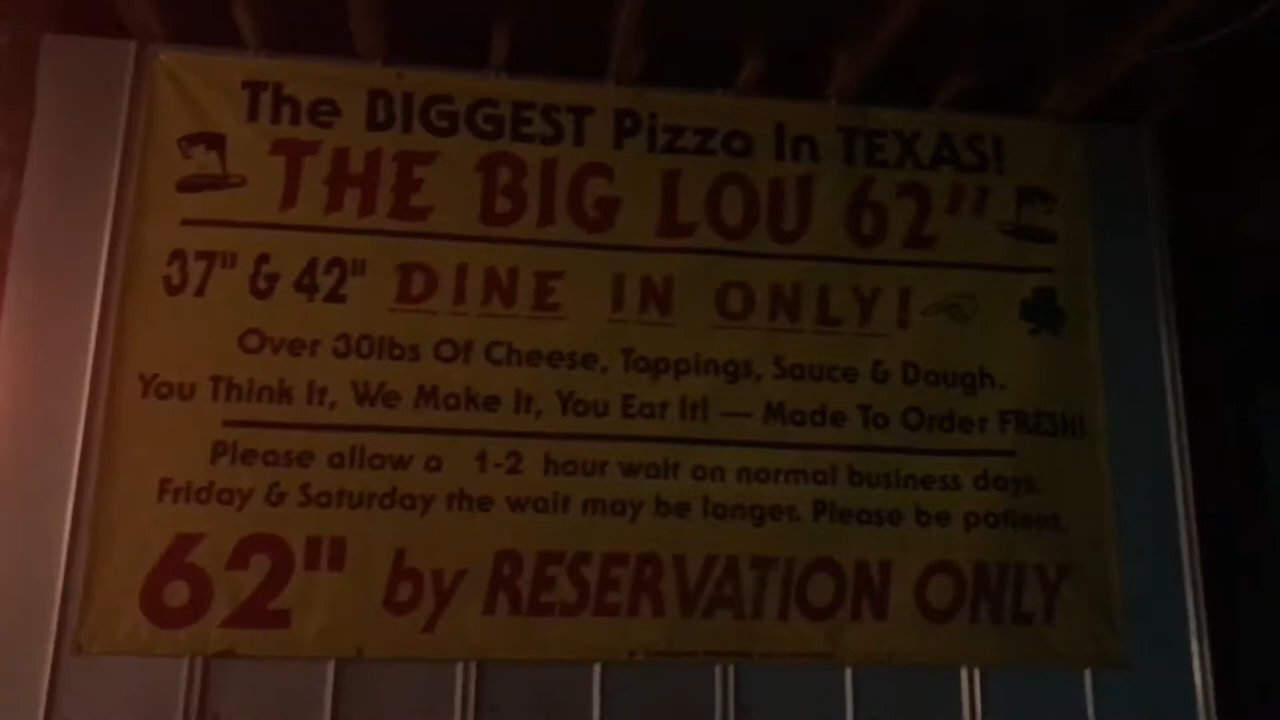 The BIGGEST Pizza In TEXAS!
THE BIG LOU 62"
37" & 42" DINE IN ONLY!
Over 30lbs Of Cheese, Toppings, Sauce & Dough.
You Think It, We Make It, You Eat It! — Made To Order FRESH!
Please allow a 1-2 hour wait on normal business days.
Friday & Saturday the wait may be longer. Please be patient.
62" by RESERVATION ONLY